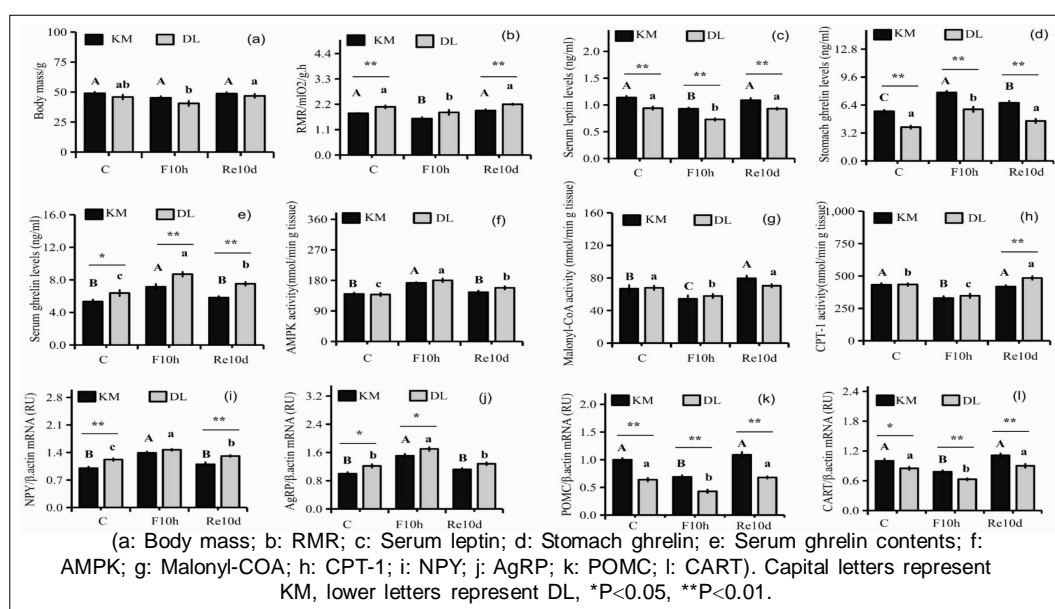 KM DL (a)
Body mass/g
100
75
50
25
0
A ab A b A a
C F10h Re10d
KM DL (b)
RMR/mlO2/g.h
4.4
3.3
2.2
1.1
0.0
** **
A a B b A a
C F10h Re10d
KM DL (c)
Serum leptin levels (ng/ml)
2.0
1.5
1.0
0.5
0.0
** ** **
A a B b A a
C F10h Re10d
KM DL (d)
Stomach ghrelin levels (ng/ml)
12.8
9.6
6.4
3.2
0.0
** ** **
C a A b B a
C F10h Re10d
KM DL e)
Serum ghrelin levels (ng/ml)
16.0
12.0
8.0
4.0
0.0
* ** **
B c A a B b
C F10h Re10d
KM DL (f)
AMPK activity(nmol/min g tissue)
360
270
180
90
0
B c A a B b
C F10h Re10d
KM DL (g)
Malonyl-CoA activity (nmol/min g tissue)
160
120
80
40
0
B a C b A a
C F10h Re10d
KM DL (h)
CPT-1 activity(nmol/min g tissue)
1,000
750
500
250
0
**
A b B c A a
C F10h Re10d
KM DL (i)
NPY/β.actin mRNA (RU)
2.8
2.1
1.4
0.7
0.0
** **
B c A a B b
C F10h Re10d
KM DL (j)
AgRP/β.actin mRNA (RU)
3.2
2.4
1.6
0.8
0.0
* *
B b A a B b
C F10h Re10d
KM DL (k)
POMC/β.actin mRNA (RU)
2.0
1.5
1.0
0.5
0.0
** ** **
A a B b A a
C F10h Re10d
KM DL (l)
CART/β.actin mRNA (RU)
2.4
1.8
1.2
0.6
0.0
* ** **
A a B b A a
C F10h Re10d
(a: Body mass; b: RMR; c: Serum leptin; d: Stomach ghrelin; e: Serum ghrelin contents; f:
AMPK; g: Malonyl-COA; h: CPT-1; i: NPY; j: AgRP; k: POMC; l: CART). Capital letters represent
KM, lower letters represent DL, *P<0.05, **P<0.01.